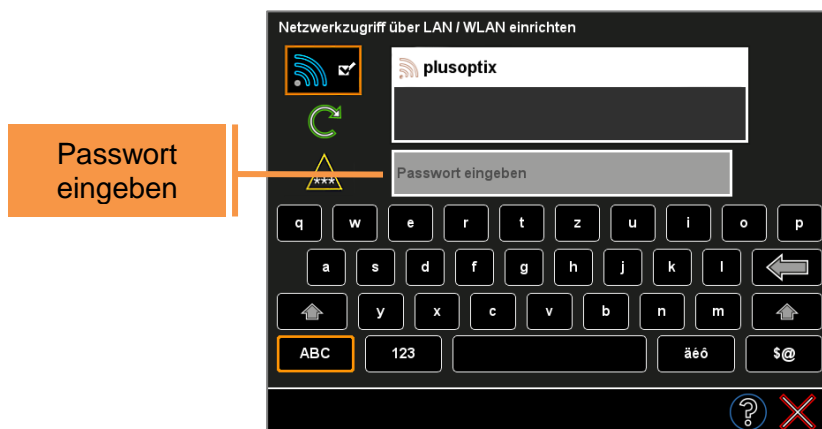 Netzwerkzugriff über LAN / WLAN einrichten
plusoptix
Passwort
eingeben
***
Passwort eingeben
q w e r t z u i o p
a s d f g h j k l
y x c v b n m
ABC 123 äéô $@
?